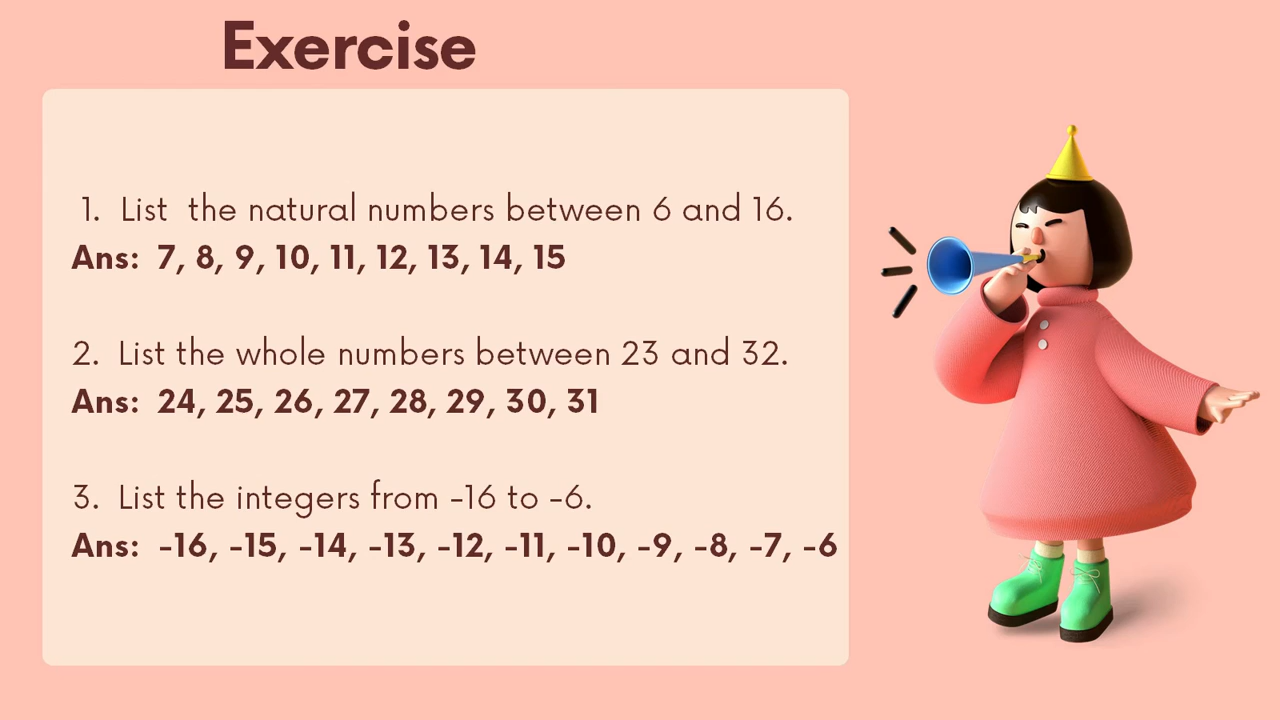 Exercise
1. List the natural numbers between 6 and 16.
Ans: 7, 8, 9, 10, 11, 12, 13, 14, 15
2. List the whole numbers between 23 and 32.
Ans: 24, 25, 26, 27, 28, 29, 30, 31
3. List the integers from -16 to -6.
Ans: -16, -15, -14, -13, -12, -11, -10, -9, -8, -7, -6